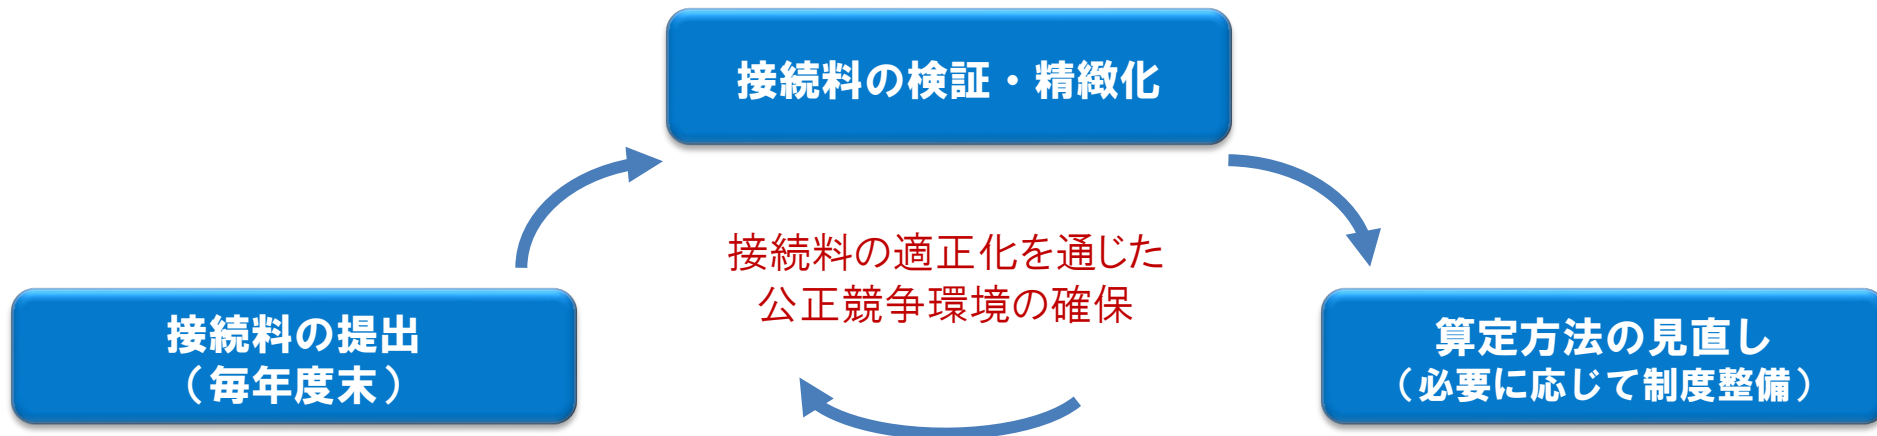 接続料の検証・精緻化
接続料の適正化を通じた
公正競争環境の確保
接続料の提出
（毎年度末）
算定方法の見直し
（必要に応じて制度整備）